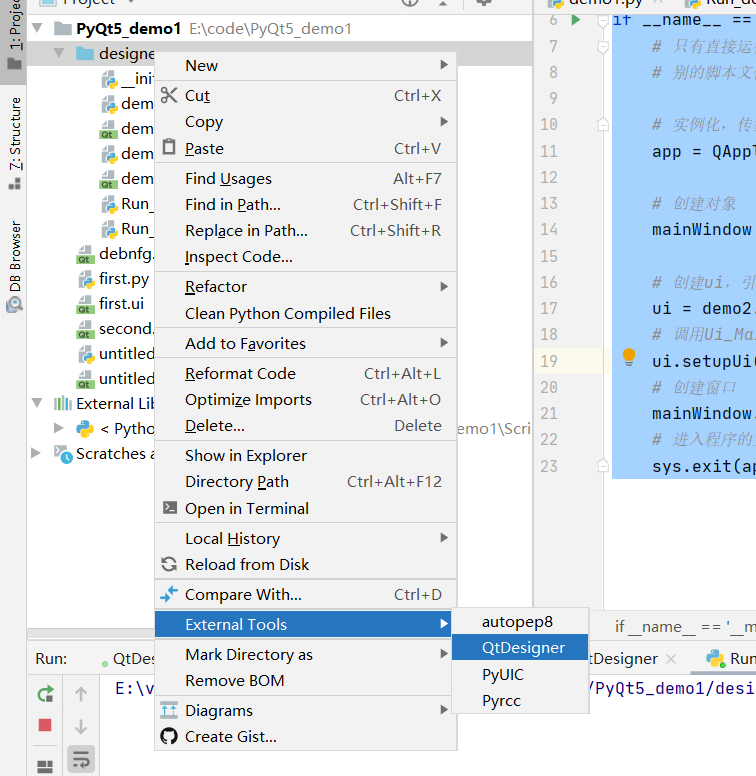 1: Project
Project
PyQt5_demo1 E:\code\PyQt5_demo1
designe
__ini
dem
dem
dem
dem
Run_
Run_
debnfg.
first.py
first.ui
second.
untitled
untitled
External Lib
< Pytho
emo1\Scri
Scratches a
7: Structure
DB Browser
New
Cut Ctrl+X
Copy
Paste Ctrl+V
Find Usages Alt+F7
Find in Path... Ctrl+Shift+F
Replace in Path... Ctrl+Shift+R
Inspect Code...
Refactor
Clean Python Compiled Files
Add to Favorites
Reformat Code Ctrl+Alt+L
Optimize Imports Ctrl+Alt+O
Delete... Delete
Show in Explorer
Directory Path Ctrl+Alt+F12
Open in Terminal
Local History
Reload from Disk
Compare With... Ctrl+D
External Tools
Mark Directory as
Remove BOM
Diagrams
Create Gist...
autopep8
QtDesigner
PyUIC
Pyrcc
demo1.py
Run_de
6 if __name__ ==
7 # 只有直接运
8 # 别的脚本文
9
10 # 实例化，传
11 app = QAppl
12
13 # 创建对象
14 mainWindow
15
16 # 创建ui，引
17 ui = demo2.
18 # 调用Ui_Ma
19 ui.setupUi(
20 # 创建窗口
21 mainWindow.
22 # 进入程序的
23 sys.exit(ap
if __name__ == '__m
Run: QtDes
tDesigner
Run
E:\v
/PyQt5_demo1/desi